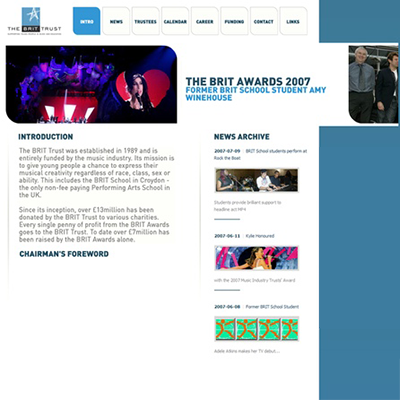 THE BRIT TRUST
INTRO
NEWS
TRUSTEES
CALENDAR
CAREER
FUNDING
CONTACT
LINKS
THE BRIT AWARDS 2007
FORMER BRIT SCHOOL STUDENT AMY
WINEHOUSE
INTRODUCTION
The BRIT Trust was established in 1989 and is
entirely funded by the music industry. Its mission is
to give young people a chance to express their
musical creativity regardless of race, class, sex or
ability. This includes the BRIT School in Croydon -
the only non-fee paying Performing Arts School in
the UK.
Since its inception, over £13million has been
donated by the BRIT Trust to various charities.
Every single penny of profit from the BRIT Awards
goes to the BRIT Trust. To date over £7million has
been raised by the BRIT Awards alone.
CHAIRMAN'S FOREWORD
NEWS ARCHIVE
2007-07-09 BRIT School students perform at
Rock the Beat
Students provide brilliant support to
headline act MP4
2007-06-11 Kylie Honoured
with the 2007 Music Industry Trusts' Award
2007-06-08 Former BRIT School Student
Adele Atkins makes her TV debut...